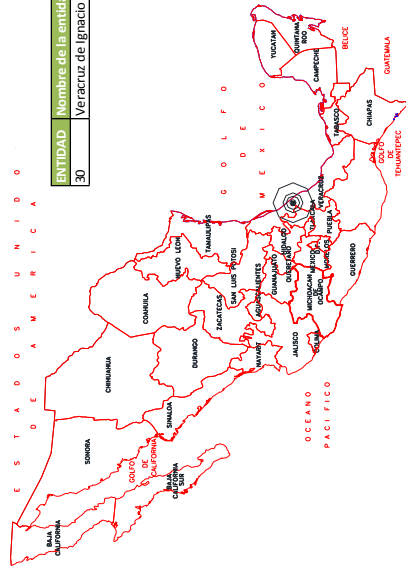 ENTIDAD Nombre de la entida
30 Veracruz de Ignacio
E S T A D O S U N I D O
D E A M E R I C I A
BAJA
CALIFORNIA
SONORA
CHIHUAHUA
COAHUILA
GOLFO
DE
CALIFORNIA
BAJA
CALIFORNIA
SUR
SINALOA
DURANGO
NUEVO LEON
TAMAULIPAS
ZACATECAS
SAN LUIS POTOSI
NAYARIT
AGUASCALIENTES
GUANAJUATO
QUERETARO
HIDALGO
JALISCO
COLIMA
MICHOACAN
DE
OCAMPO
MEXICO
D.F.
MORELOS
TLAXCALA
PUEBLA
VERACRUZ
GUERRERO
G O L F O
D E
M E X I C O
YUCATAN
QUINTANA
ROO
CAMPECHE
TABASCO
CHIAPAS
BELICE
GUATEMALA
GOLFO
DE
TEHUANTEPEC
O C E A N O
P A C I F I C O